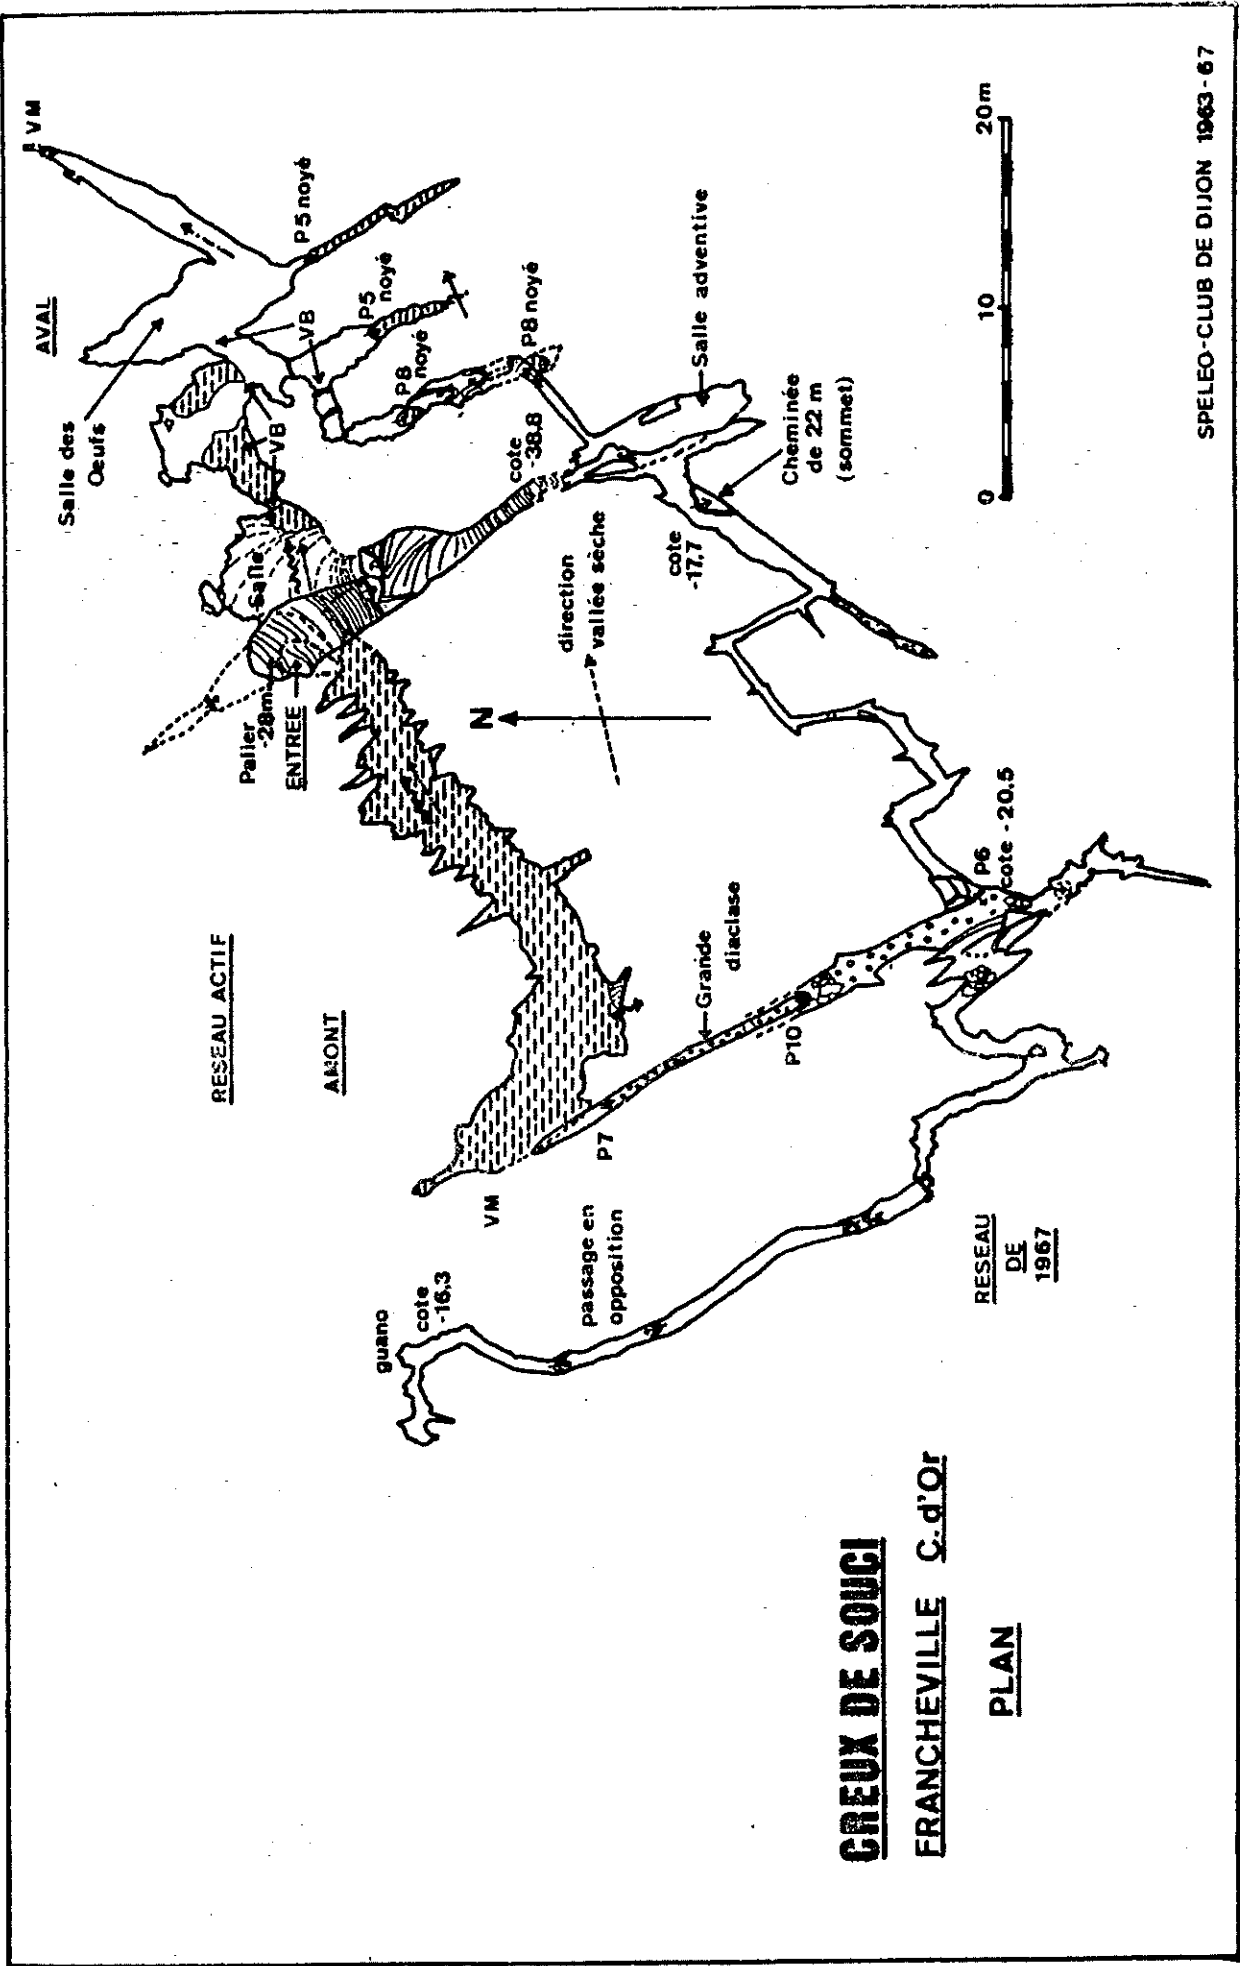 VM
AVAL
Salle des
Œufs
P5 noyé
VB
VB
P5
noyé
P8
noyé
P8 noyé
cote
-38.8
Salle adventive
Cheminée
de 22 m
(sommet)
cote
-17,7
Salle
Palier
-28m
ENTREE
direction
vallée sèche
N
RESEAU ACTIF
AMONT
Grande
diaclase
P6
cote -20.5
P10
P7
VM
passage en
opposition
guano
cote
-16,3
RESEAU
DE
1967
0 10 20m
CREUX DE SOUCI
FRANCHEVILLE C. d'Or
PLAN
SPELEO-CLUB DE DIJON 1963-67